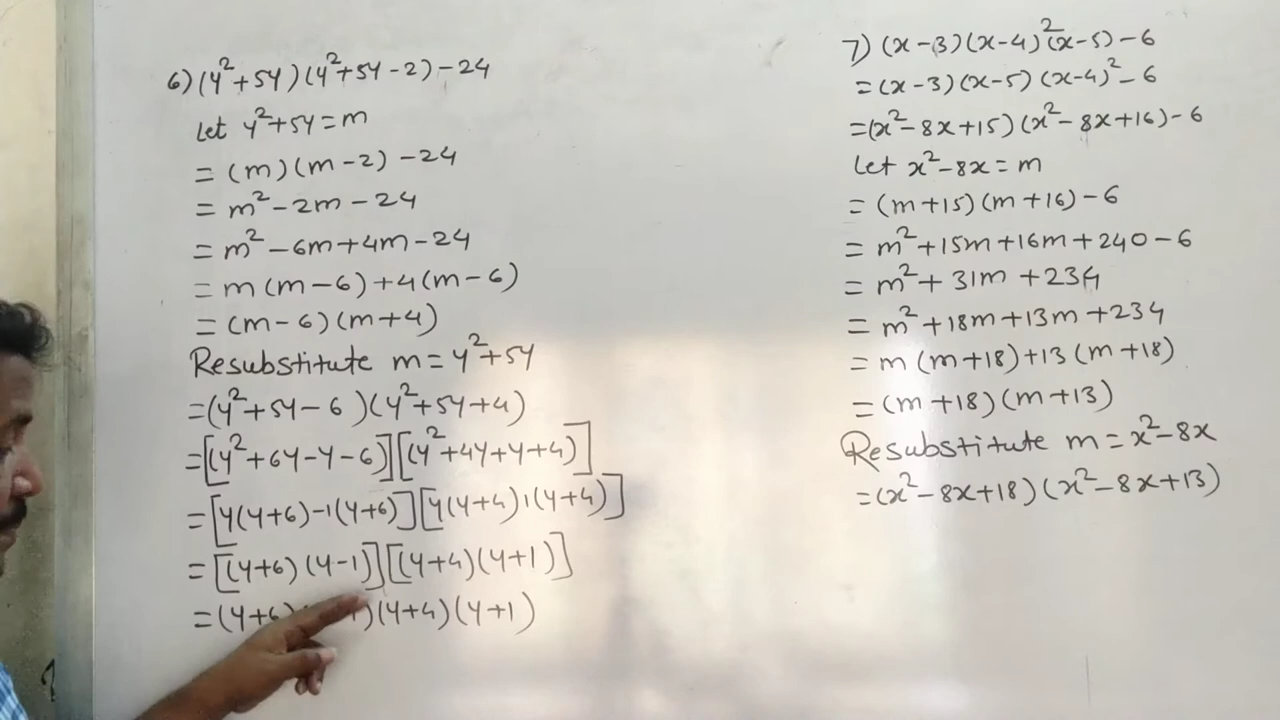 6) (y²+5y)(y²+5y-2)-24
Let y²+5y=m
= (m)(m-2)-24
= m²-2m-24
= m²-6m+4m-24
= m(m-6)+4(m-6)
= (m-6)(m+4)
Resubstitute m=y²+5y
=(y²+5y-6)(y²+5y+4)
=[(y²+6y-y-6][(y²+4y+y+4)]
=[y(y+6)-1(y+6)][y(y+4)1(y+4)]
=[(y+6)(y-1)][(y+4)(y+1)]
=(y+6) )(y+4)(y+1)
7) (x-3)(x-4)²(x-5)-6
=(x-3)(x-5)(x-4)²-6
=(x²-8x+15)(x²-8x+16)-6
Let x²-8x=m
= (m+15)(m+16)-6
= m²+15m+16m+240-6
= m²+31m+234
= m²+18m+13m+234
= m(m+18)+13(m+18)
= (m+18)(m+13)
Resubstitute m=x²-8x
=(x²-8x+18)(x²-8x+13)